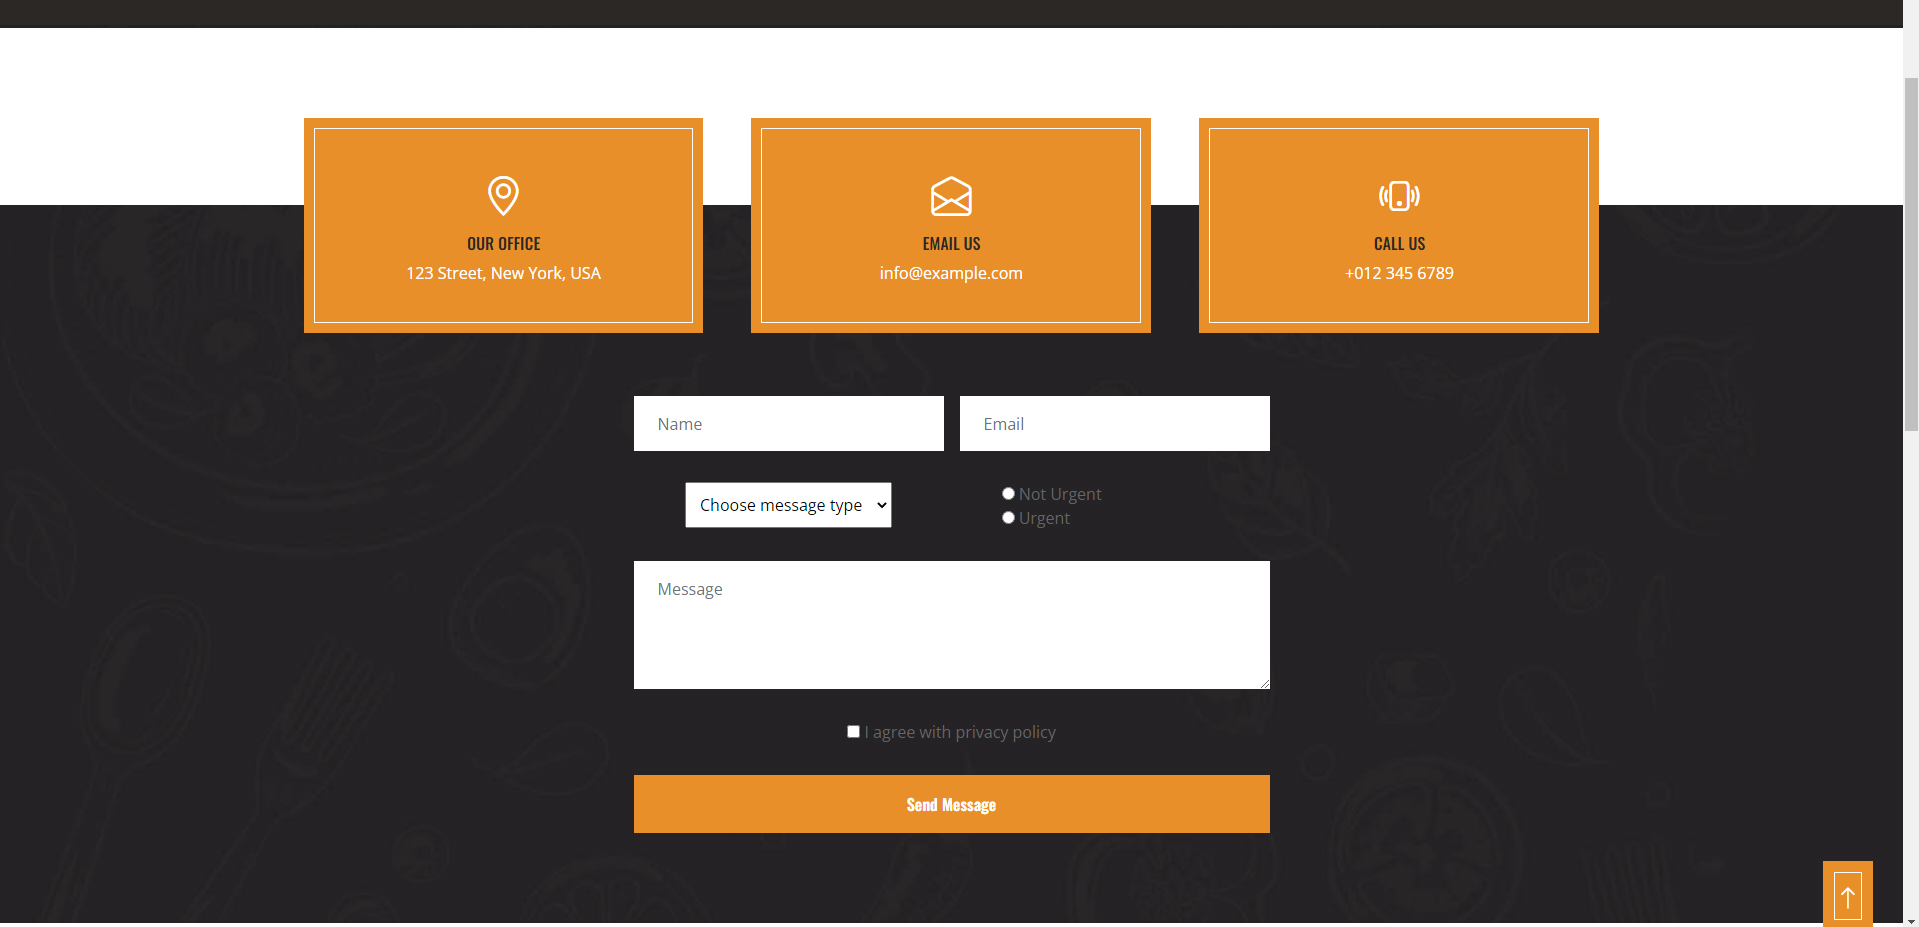 OUR OFFICE
123 Street, New York, USA
EMAIL US
info@example.com
CALL US
+012 345 6789
Name
Email
Choose message type
Not Urgent
Urgent
Message
I agree with privacy policy
Send Message